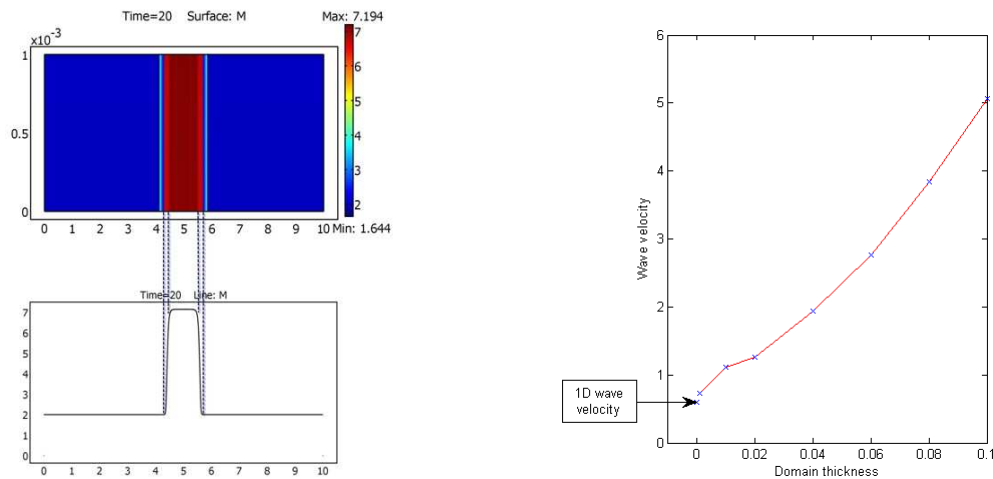 Time=20 Surface: M Max: 7.194
x10⁻³
1
0.5
0
7
6
5
4
3
2
0 1 2 3 4 5 6 7 8 9 10 Min: 1.644
Time=20 Line: M
7
6
5
4
3
2
1
0
0 1 2 3 4 5 6 7 8 9 10
6
5
4
3
2
1
0
Wave velocity
1D wave
velocity
0 0.02 0.04 0.06 0.08 0.1
Domain thickness